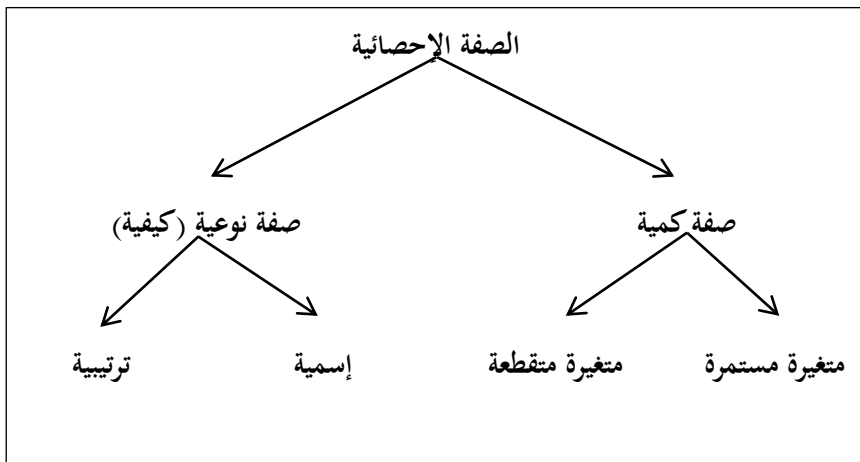 الصفة الإحصائية
صفة كمية صفة نوعية (كيفية)
متغيرة مستمرة متغيرة متقطعة إسمية ترتيبية